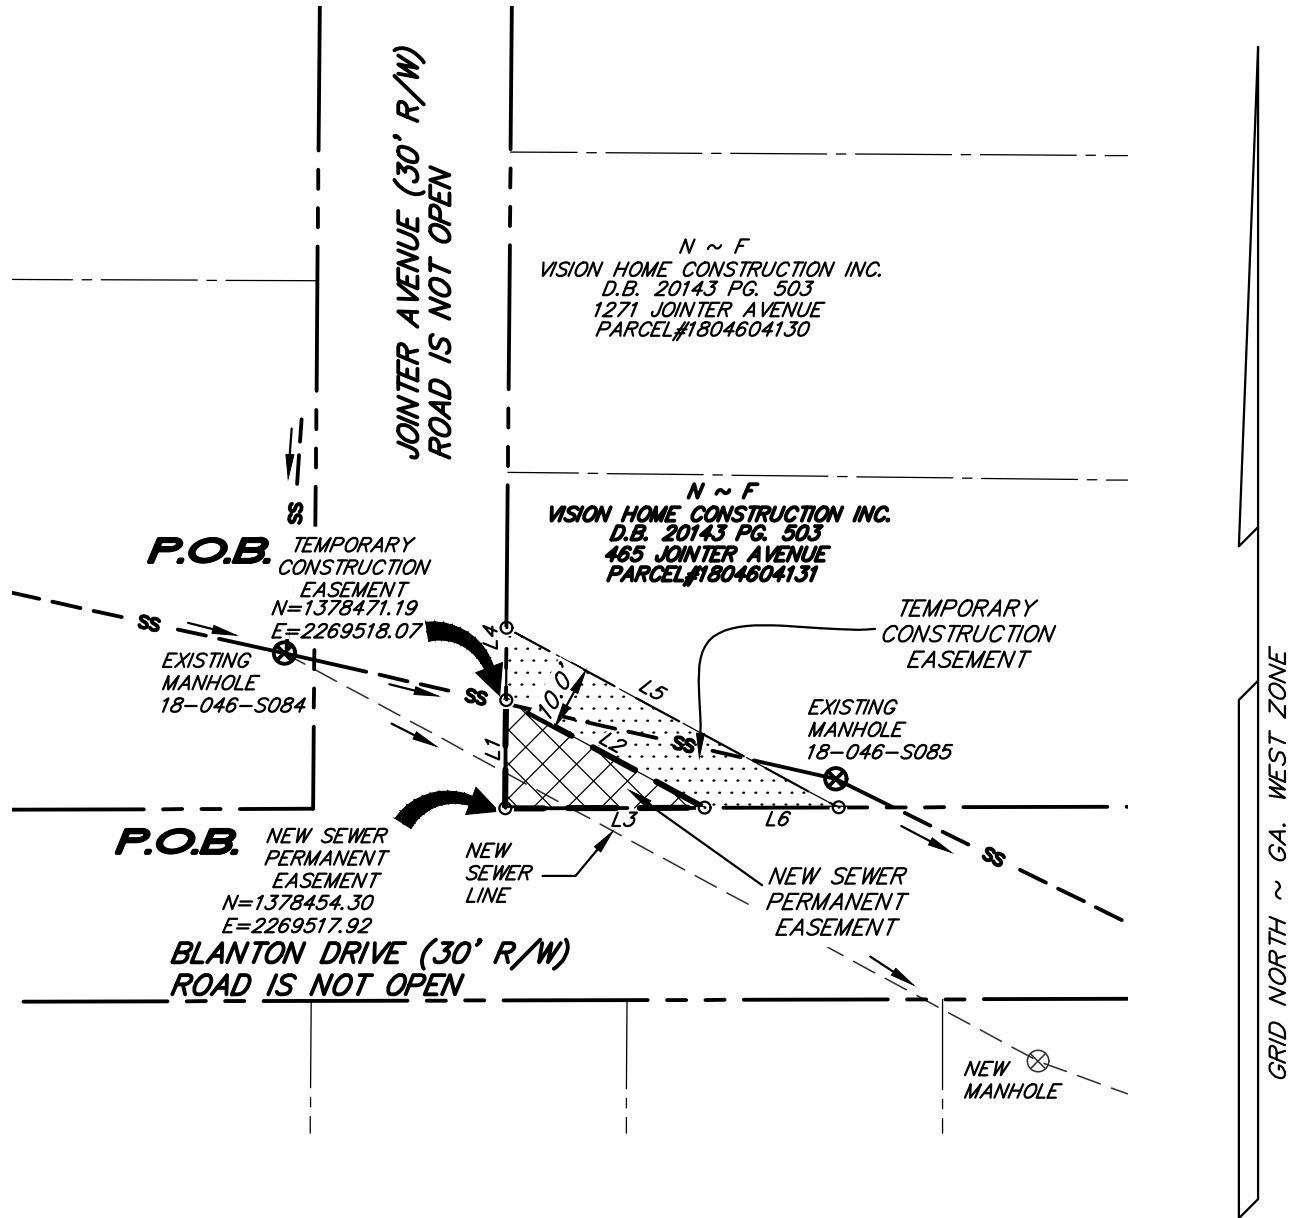 JOINTER AVENUE (30' R/W)
ROAD IS NOT OPEN
N ~ F
VISION HOME CONSTRUCTION INC.
D.B. 20143 PG. 503
1271 JOINTER AVENUE
PARCEL#1804604130
N ~ F
VISION HOME CONSTRUCTION INC.
D.B. 20143 PG. 503
465 JOINTER AVENUE
PARCEL#1804604131
SS
P.O.B.
TEMPORARY
CONSTRUCTION
EASEMENT
N=1378471.19
E=2269518.07
SS
EXISTING
MANHOLE
18-046-S084
L4
SS
10.0'
L5
TEMPORARY
CONSTRUCTION
EASEMENT
L1
L2
SS
EXISTING
MANHOLE
18-046-S085
L3
L6
P.O.B.
NEW SEWER
PERMANENT
EASEMENT
N=1378454.30
E=2269517.92
NEW
SEWER
LINE
SS
NEW SEWER
PERMANENT
EASEMENT
BLANTON DRIVE (30' R/W)
ROAD IS NOT OPEN
NEW
MANHOLE
GRID NORTH ~ GA. WEST ZONE